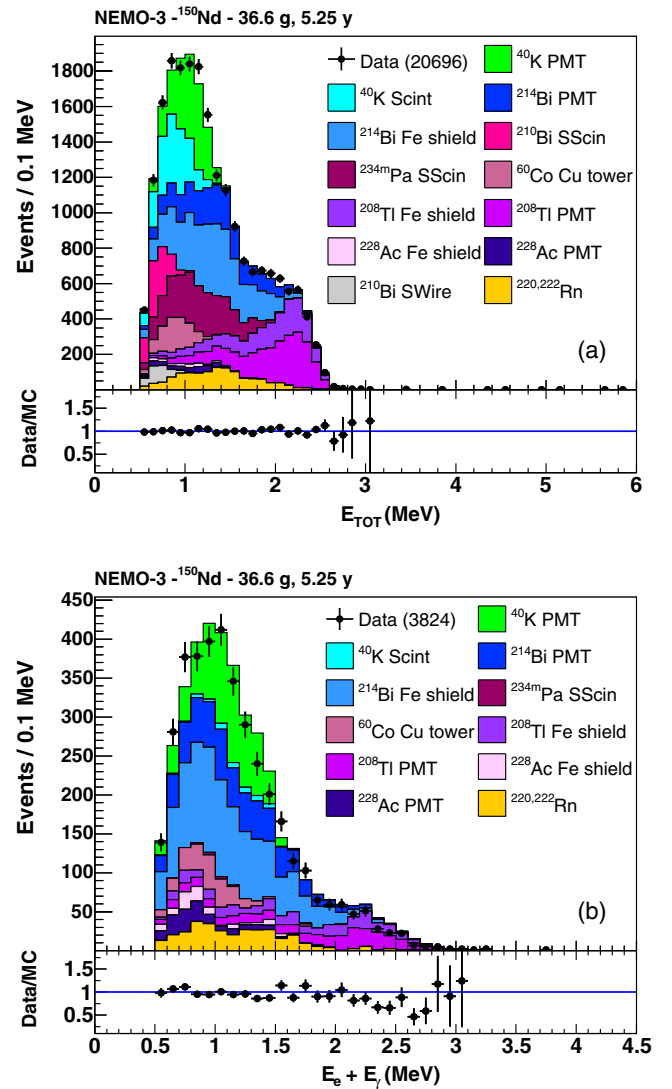 NEMO-3 - ¹⁵⁰Nd - 36.6 g, 5.25 y
Events / 0.1 MeV
1800
1600
1400
1200
1000
800
600
400
200
Data (20696)
⁴⁰K PMT
⁴⁰K Scint
²¹⁴Bi PMT
²¹⁴Bi Fe shield
²¹⁰Bi SScin
²³⁴ᵐPa SScin
⁶⁰Co Cu tower
²⁰⁸Tl Fe shield
²⁰⁸Tl PMT
²²⁸Ac Fe shield
²²⁸Ac PMT
²¹⁰Bi SWire
²²⁰,²²²Rn
(a)
Data/MC
1.5
1
0.5
0 1 2 3 4 5 6
E_TOT (MeV)
NEMO-3 - ¹⁵⁰Nd - 36.6 g, 5.25 y
Events / 0.1 MeV
450
400
350
300
250
200
150
100
50
Data (3824)
⁴⁰K PMT
⁴⁰K Scint
²¹⁴Bi PMT
²¹⁴Bi Fe shield
²³⁴ᵐPa SScin
⁶⁰Co Cu tower
²⁰⁸Tl Fe shield
²⁰⁸Tl PMT
²²⁸Ac Fe shield
²²⁸Ac PMT
²²⁰,²²²Rn
(b)
Data/MC
1.5
1
0.5
0 0.5 1 1.5 2 2.5 3 3.5 4 4.5
E_e + E_γ (MeV)